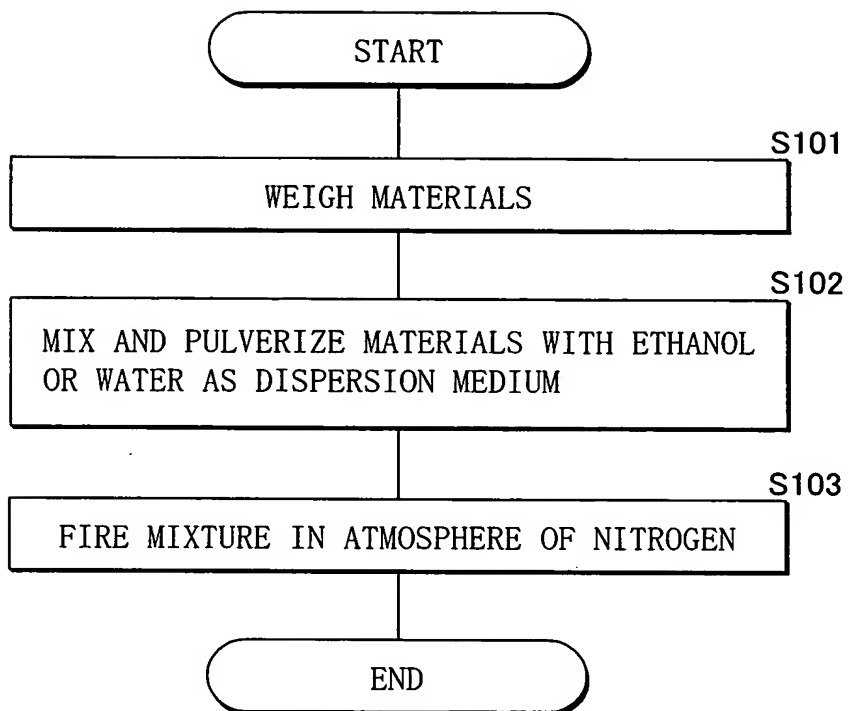 START
S101
WEIGH MATERIALS
S102
MIX AND PULVERIZE MATERIALS WITH ETHANOL
OR WATER AS DISPERSION MEDIUM
S103
FIRE MIXTURE IN ATMOSPHERE OF NITROGEN
END